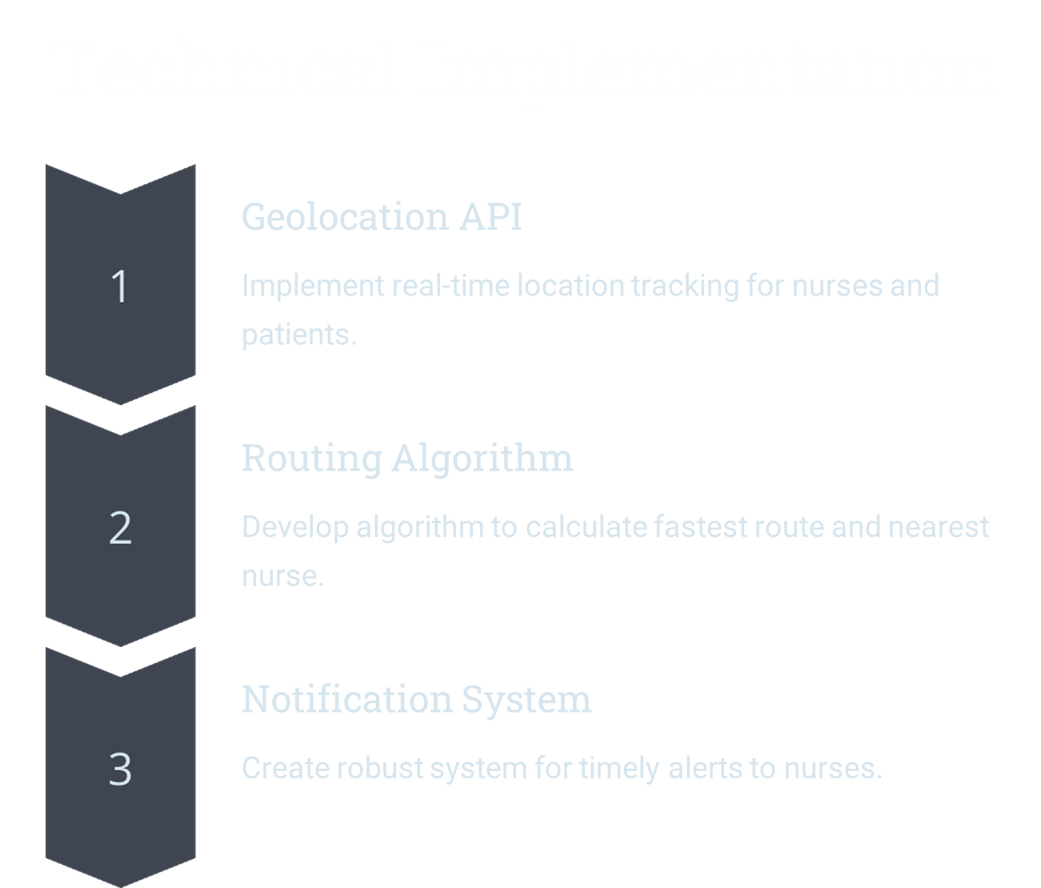 1
Geolocation API
Implement real-time location tracking for nurses and
patients.
2
Routing Algorithm
Develop algorithm to calculate fastest route and nearest
nurse.
3
Notification System
Create robust system for timely alerts to nurses.